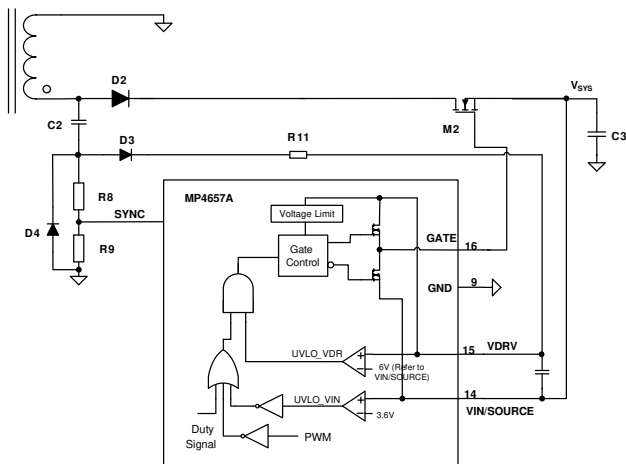 D2
VSYS
C2
M2
C3
D3
R11
R8
MP4657A
Voltage Limit
SYNC
GATE
16
D4
R9
Gate
Control
GND
9
VDRV
15
UVLO_VDR
6V (Refer to
VIN/SOURCE)
14
UVLO_VIN
VIN/SOURCE
3.6V
Duty
Signal
PWM